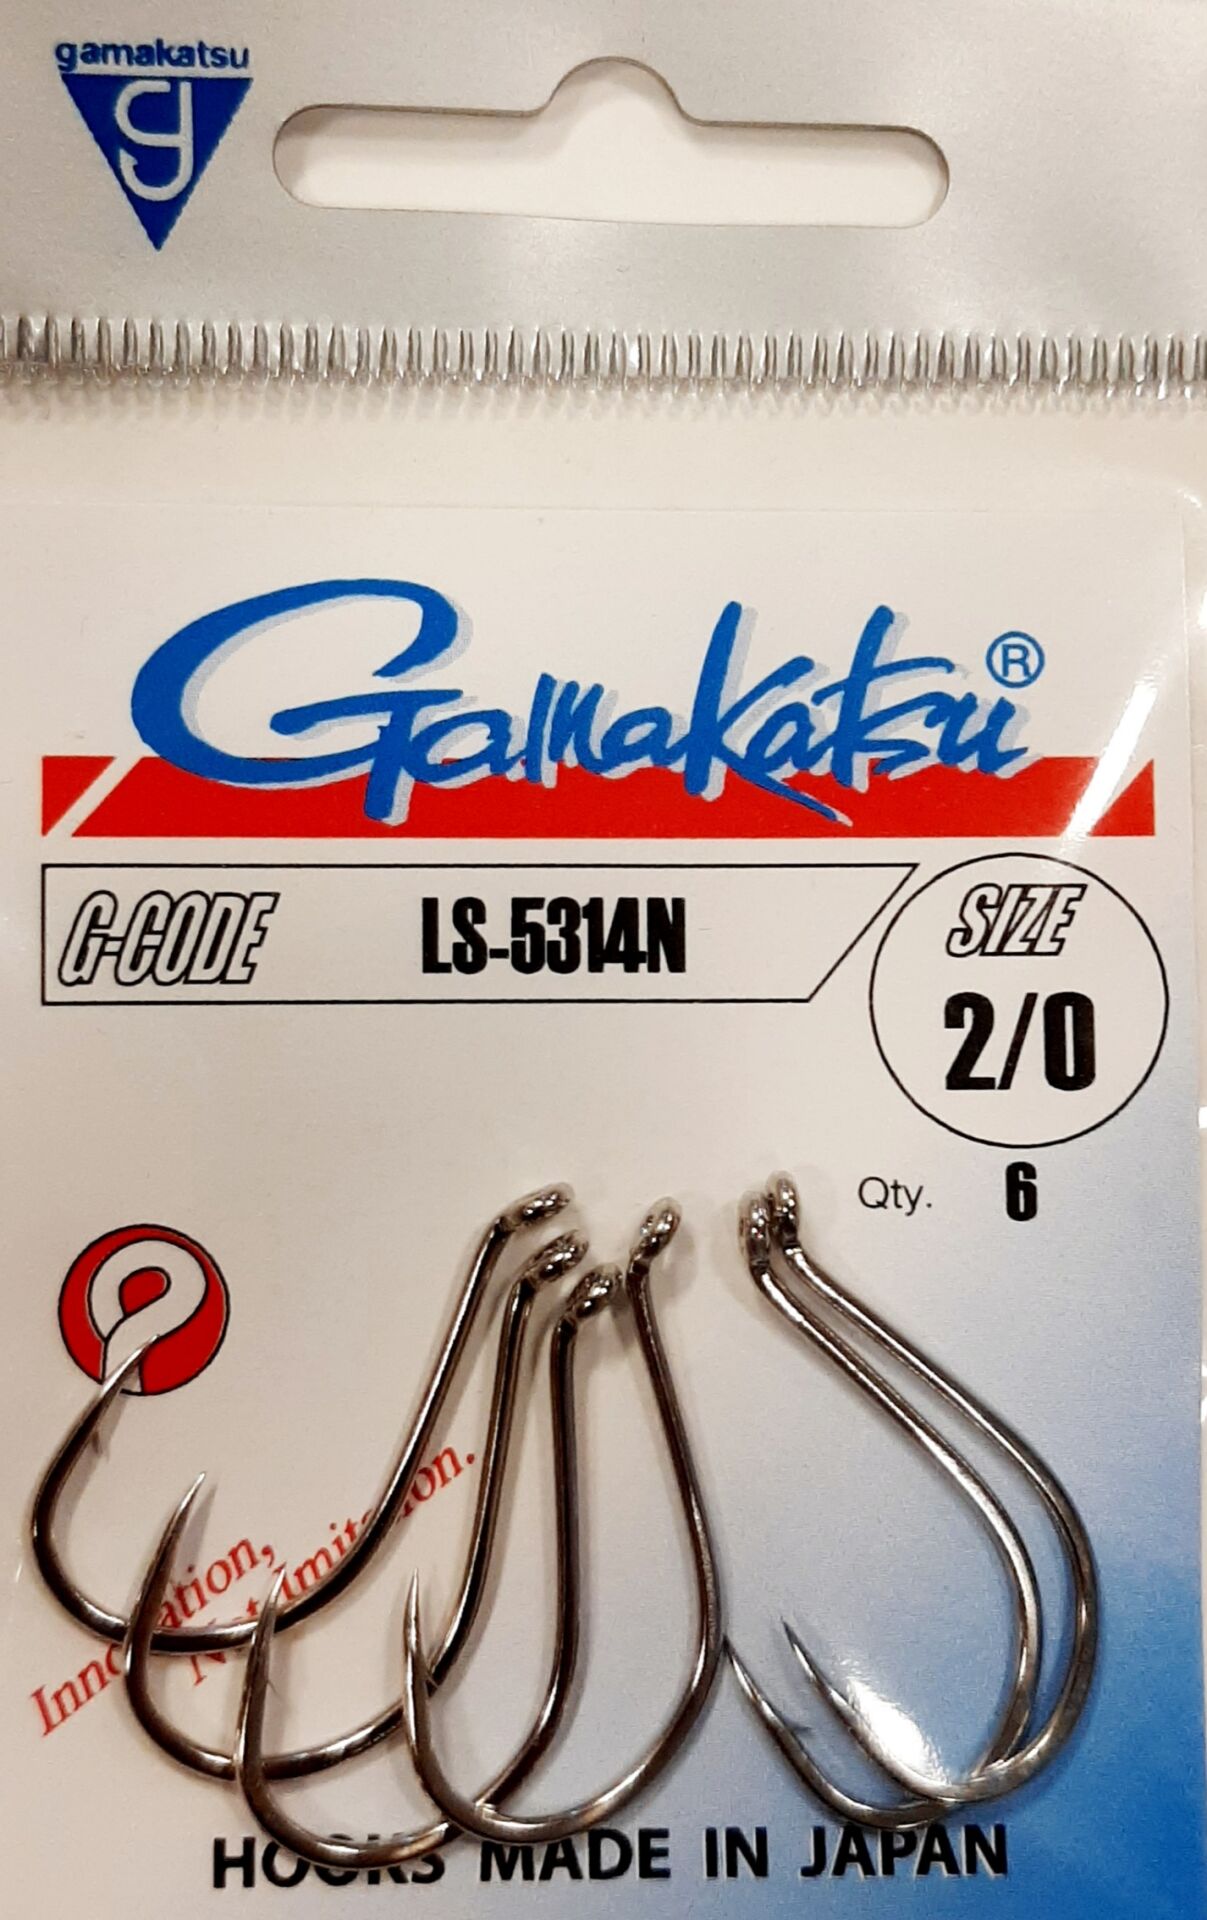 gamakatsu
g
Gamakatsu®
G-CODE LS-5314N
SIZE
2/0
Qty. 6
Innovation,
Not Imitation.
HOOKS MADE IN JAPAN